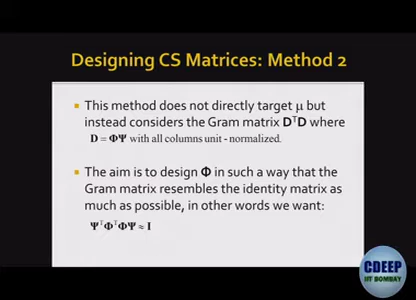 Designing CS Matrices: Method 2
This method does not directly target μ but
instead considers the Gram matrix DᵀD where
D = ΦΨ with all columns unit - normalized.
The aim is to design Φ in such a way that the
Gram matrix resembles the identity matrix as
much as possible, in other words we want:
ΨᵀΦᵀΦΨ ≈ I
CDEEP
IIT BOMBAY